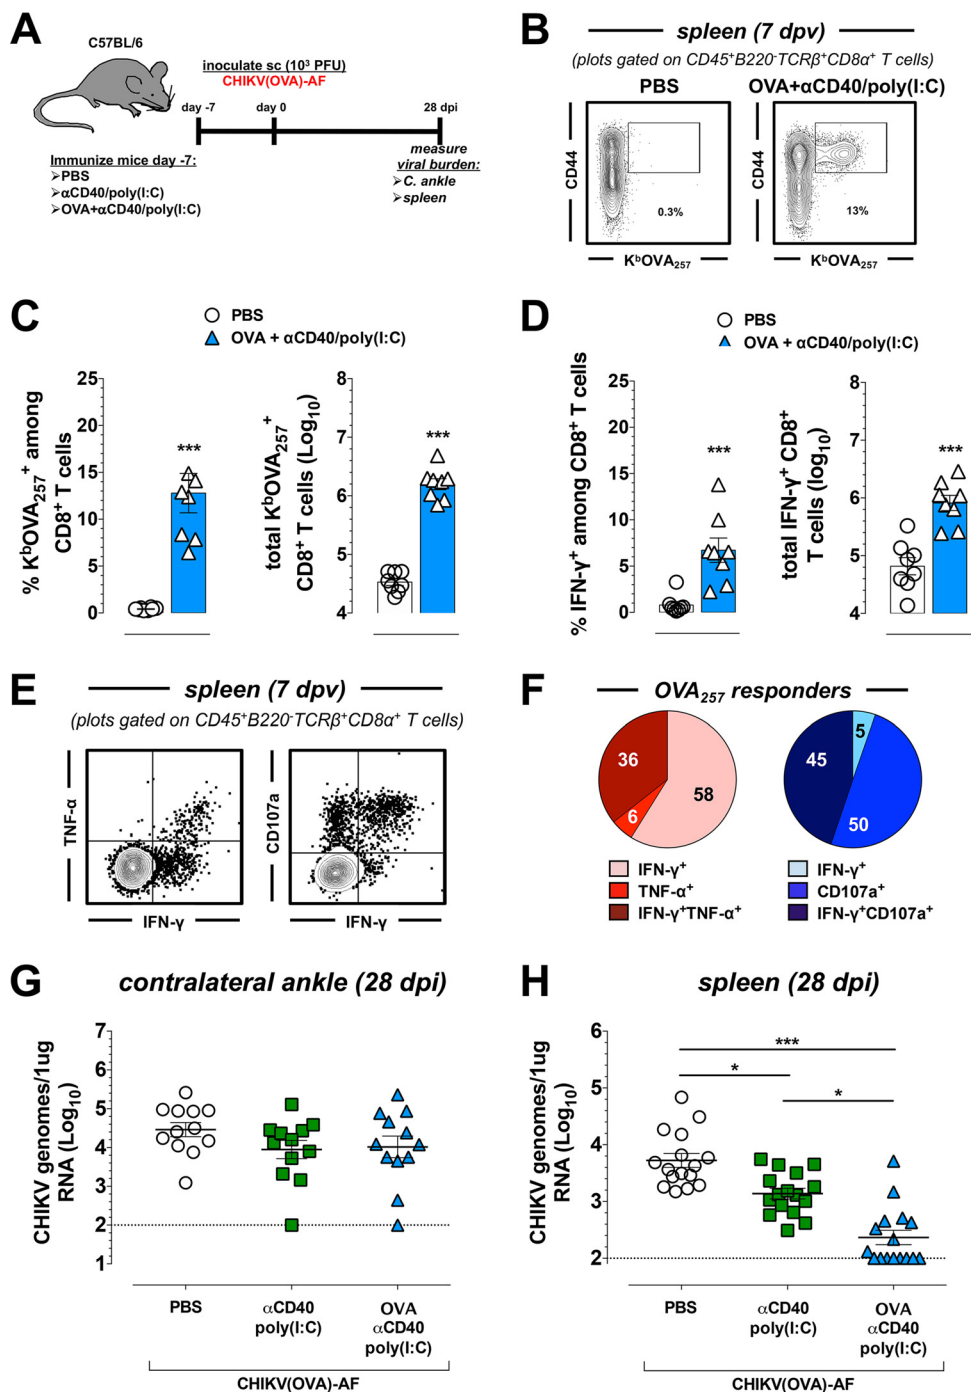 A
C57BL/6
inoculate sc (10³ PFU)
CHIKV(OVA)-AF
day -7
day 0
28 dpi
Immunize mice day -7:
➢PBS
➢αCD40/poly(I:C)
➢OVA+αCD40/poly(I:C)
measure
viral burden:
➢C. ankle
➢spleen
B
spleen (7 dpv)
(plots gated on CD45⁺B220⁻TCRβ⁺CD8α⁺ T cells)
PBS
OVA+αCD40/poly(I:C)
CD44
0.3%
KᵇOVA₂₅₇
CD44
13%
KᵇOVA₂₅₇
C
PBS
OVA + αCD40/poly(I:C)
% KᵇOVA₂₅₇⁺ among
CD8⁺ T cells
25
20
15
10
5
0
***
total KᵇOVA₂₅₇⁺
CD8⁺ T cells (Log₁₀)
8
7
6
5
4
***
D
PBS
OVA + αCD40/poly(I:C)
% IFN-γ⁺ among CD8⁺ T cells
25
20
15
10
5
0
***
total IFN-γ⁺ CD8⁺
T cells (log₁₀)
8
7
6
5
4
***
E
spleen (7 dpv)
(plots gated on CD45⁺B220⁻TCRβ⁺CD8α⁺ T cells)
TNF-α
IFN-γ
CD107a
IFN-γ
F
OVA₂₅₇ responders
36
58
6
5
45
50
IFN-γ⁺
TNF-α⁺
IFN-γ⁺TNF-α⁺
IFN-γ⁺
CD107a⁺
IFN-γ⁺CD107a⁺
G
contralateral ankle (28 dpi)
CHIKV genomes/1ug
RNA (Log₁₀)
7
6
5
4
3
2
1
PBS
αCD40
poly(I:C)
OVA
αCD40
poly(I:C)
CHIKV(OVA)-AF
H
spleen (28 dpi)
CHIKV genomes/1ug
RNA (Log₁₀)
6
5
4
3
2
***
*
*
PBS
αCD40
poly(I:C)
OVA
αCD40
poly(I:C)
CHIKV(OVA)-AF